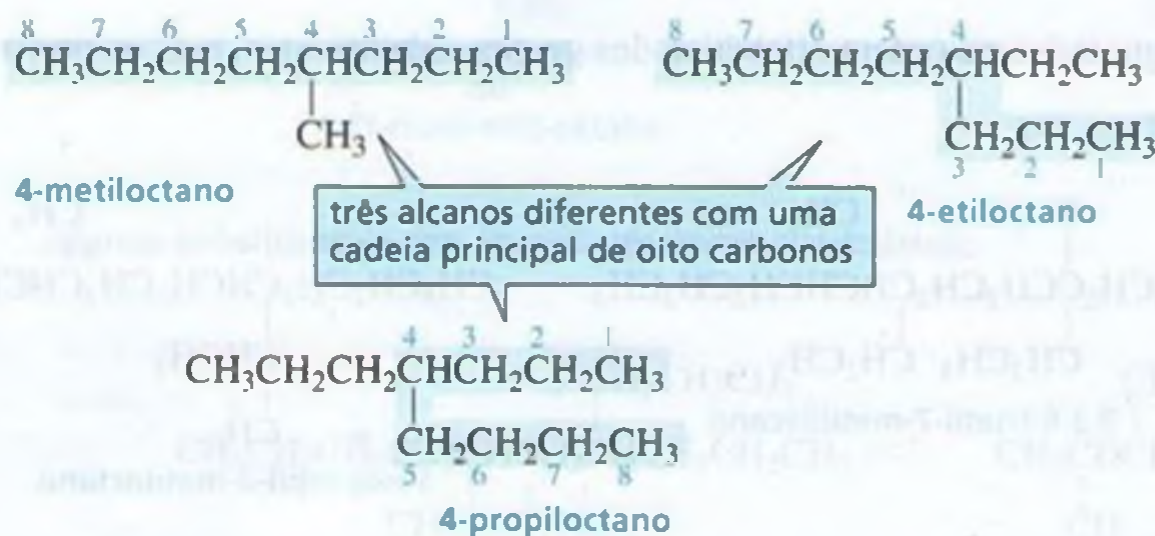 8 7 6 5 4 3 2 1
CH₃CH₂CH₂CH₂CHCH₂CH₂CH₃
CH₃
4-metiloctano
8 7 6 5 4
CH₃CH₂CH₂CH₂CHCH₂CH₃
CH₂CH₂CH₃
3 2 1
4-etiloctano
três alcanos diferentes com uma
cadeia principal de oito carbonos
4 3 2 1
CH₃CH₂CH₂CHCH₂CH₂CH₃
CH₂CH₂CH₂CH₃
5 6 7 8
4-propiloctano